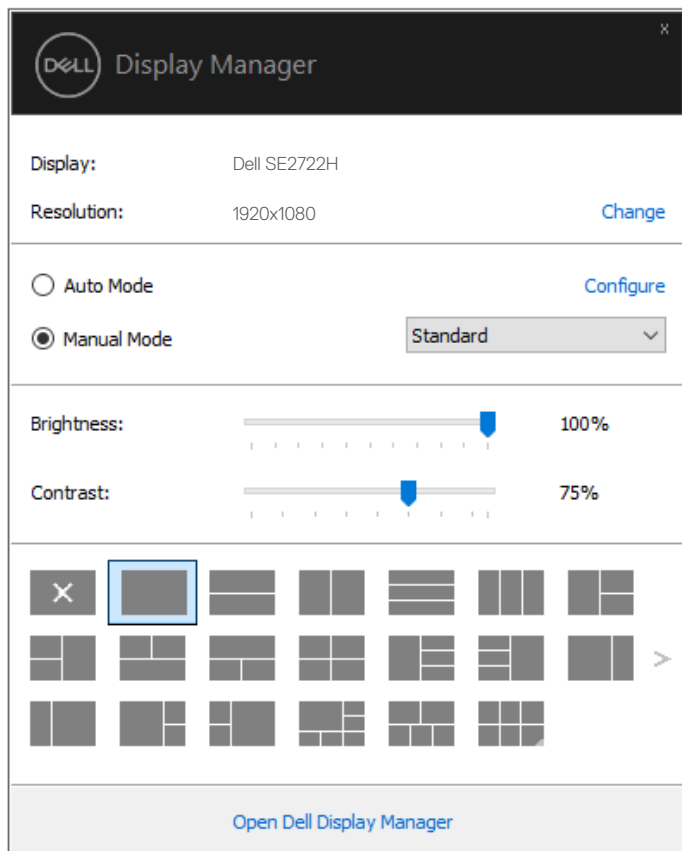 x
DELL Display Manager
Display: Dell SE2722H
Resolution: 1920x1080 Change
Auto Mode Configure
Manual Mode Standard
Brightness: 100%
Contrast: 75%
Open Dell Display Manager